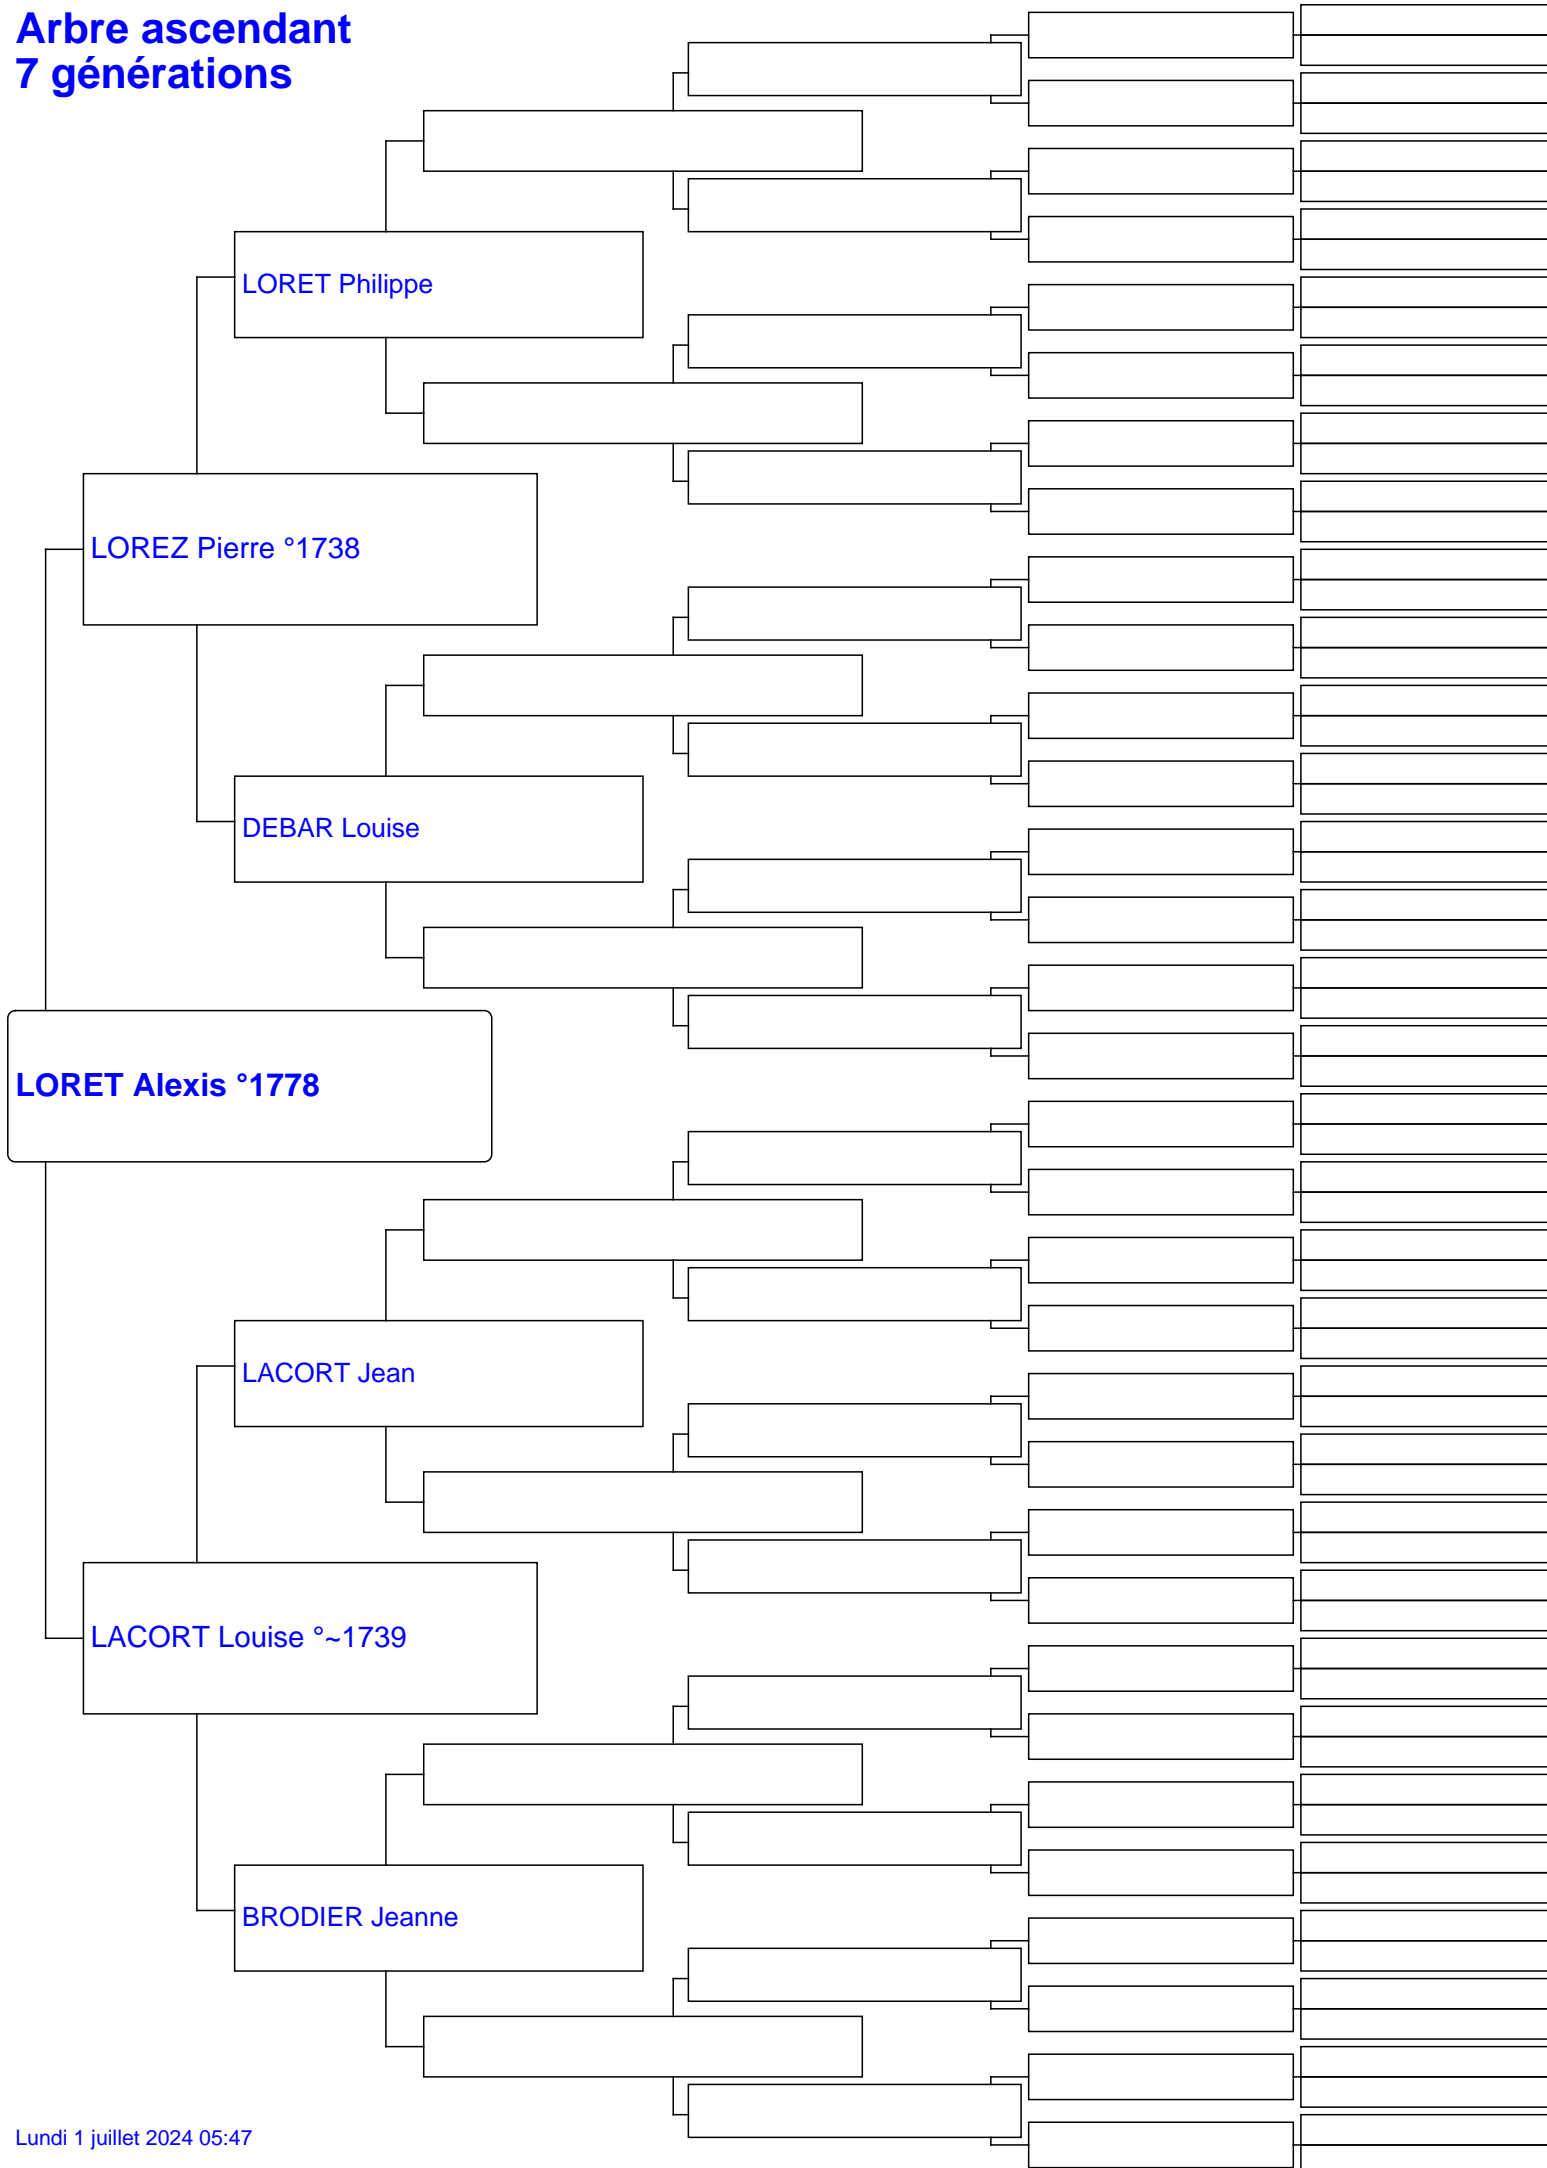 Arbre ascendant
7 générations
LORET Philippe
LOREZ Pierre °1738
DEBAR Louise
LORET Alexis °1778
LACORT Jean
LACORT Louise °~1739
BRODIER Jeanne
Lundi 1 juillet 2024 05:47